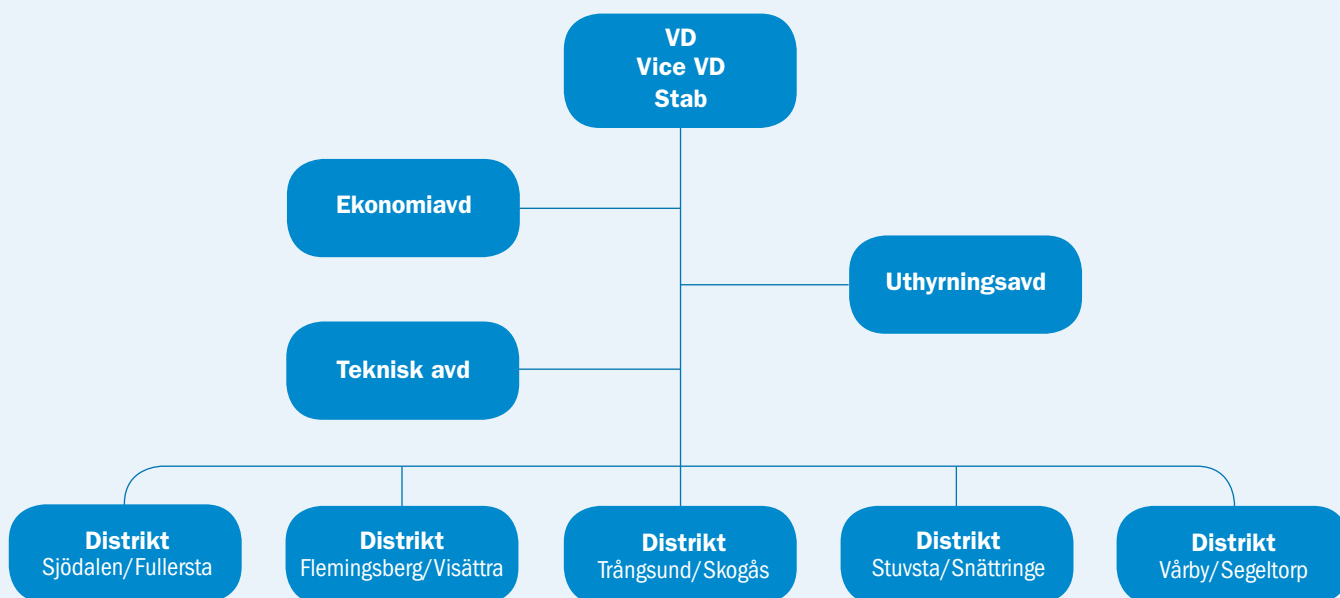 VD
Vice VD
Stab
Ekonomiavd
Uthyrningsavd
Teknisk avd
Distrikt
Sjödalen/Fullersta
Distrikt
Flemingsberg/Visättra
Distrikt
Trångsund/Skogås
Distrikt
Stuvsta/Snättringe
Distrikt
Vårby/Segeltorp